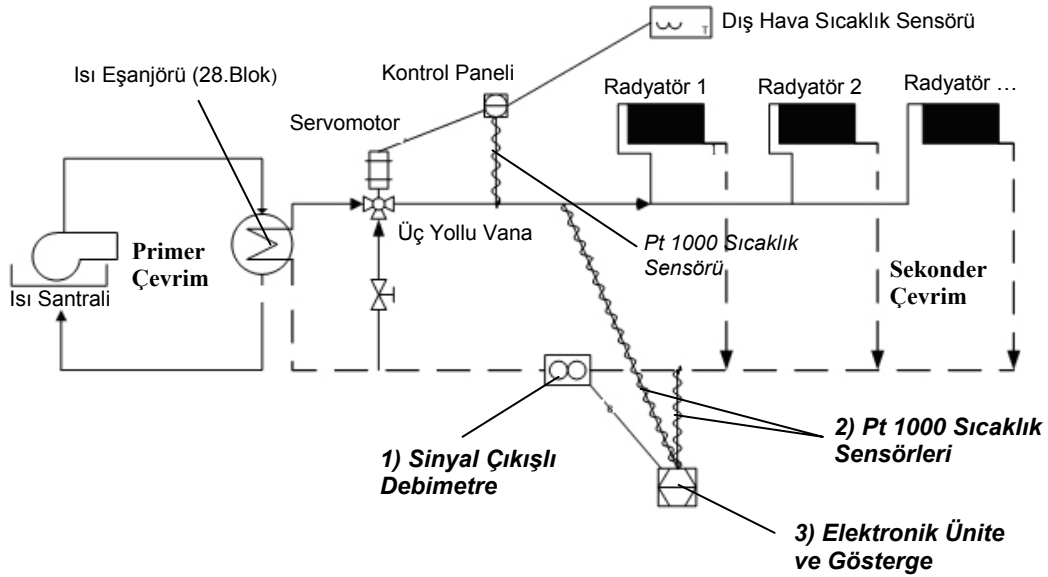 Dış Hava Sıcaklık Sensörü
T
Isı Eşanjörü (28.Blok)
Kontrol Paneli
Radyatör 1
Radyatör 2
Radyatör …
Servomotor
Üç Yollu Vana
Pt 1000 Sıcaklık
Sensörü
Primer
Çevrim
Sekonder
Çevrim
Isı Santrali
1) Sinyal Çıkışlı
Debimetre
2) Pt 1000 Sıcaklık
Sensörleri
3) Elektronik Ünite
ve Gösterge